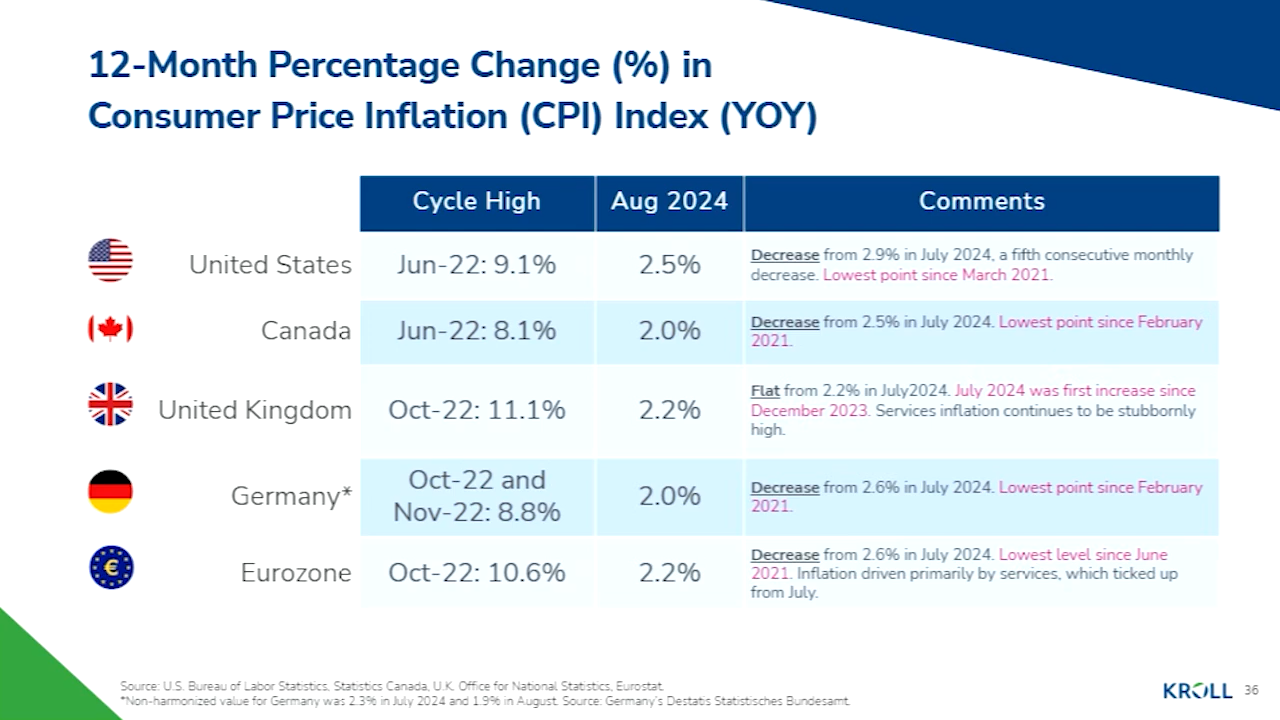 12-Month Percentage Change (%) in
Consumer Price Inflation (CPI) Index (YOY)
Cycle High
Aug 2024
Comments
United States
Jun-22: 9.1%
2.5%
Decrease from 2.9% in July 2024, a fifth consecutive monthly
decrease. Lowest point since March 2021.
Canada
Jun-22: 8.1%
2.0%
Decrease from 2.5% in July 2024. Lowest point since February
2021.
United Kingdom
Oct-22: 11.1%
2.2%
Flat from 2.2% in July2024. July 2024 was first increase since
December 2023. Services inflation continues to be stubbornly
high.
Germany*
Oct-22 and
Nov-22: 8.8%
2.0%
Decrease from 2.6% in July 2024. Lowest point since February
2021.
Eurozone
Oct-22: 10.6%
2.2%
Decrease from 2.6% in July 2024. Lowest level since June
2021. Inflation driven primarily by services, which ticked up
from July.
Source: U.S. Bureau of Labor Statistics, Statistics Canada, U.K. Office for National Statistics, Eurostat.
*Non-harmonized value for Germany was 2.3% in July 2024 and 1.9% in August. Source: Germany's Destatis Statistisches Bundesamt.
KROLL
36